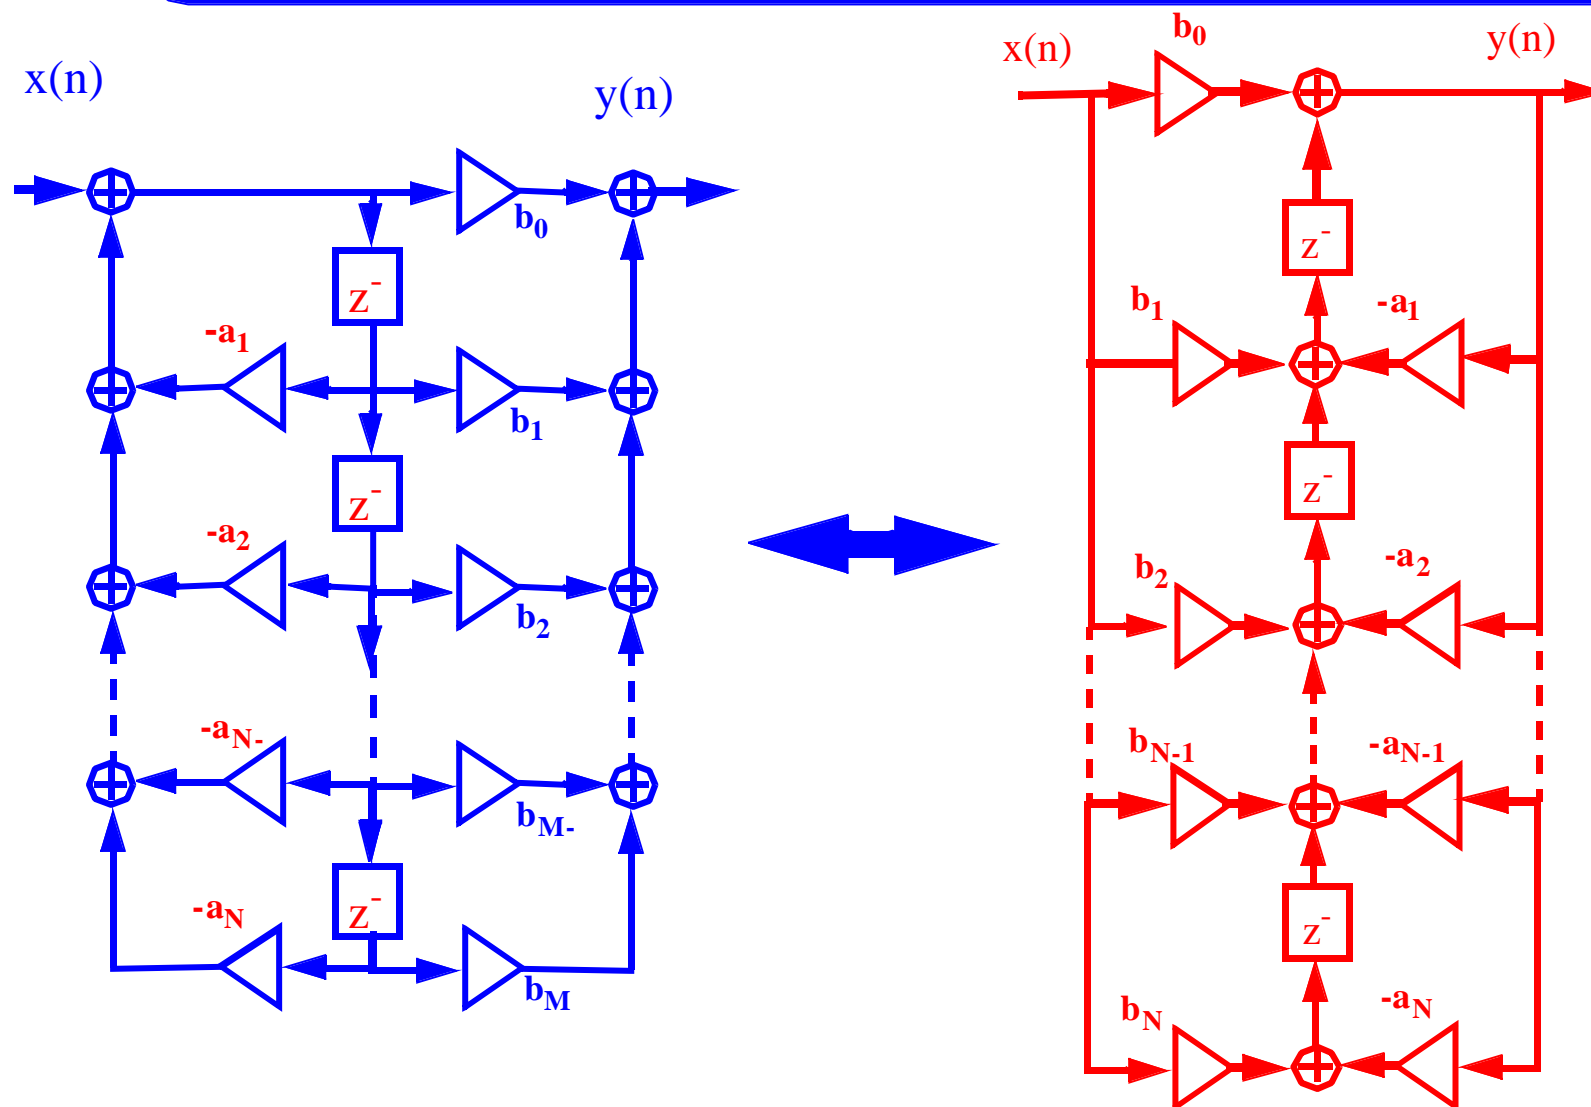 x(n)
y(n)
b0
z-
-a1
b1
z-
-a2
b2
-aN-
bM-
z-
-aN
bM
x(n)
b0
y(n)
z-
b1
-a1
z-
b2
-a2
bN-1
-aN-1
z-
bN
-aN